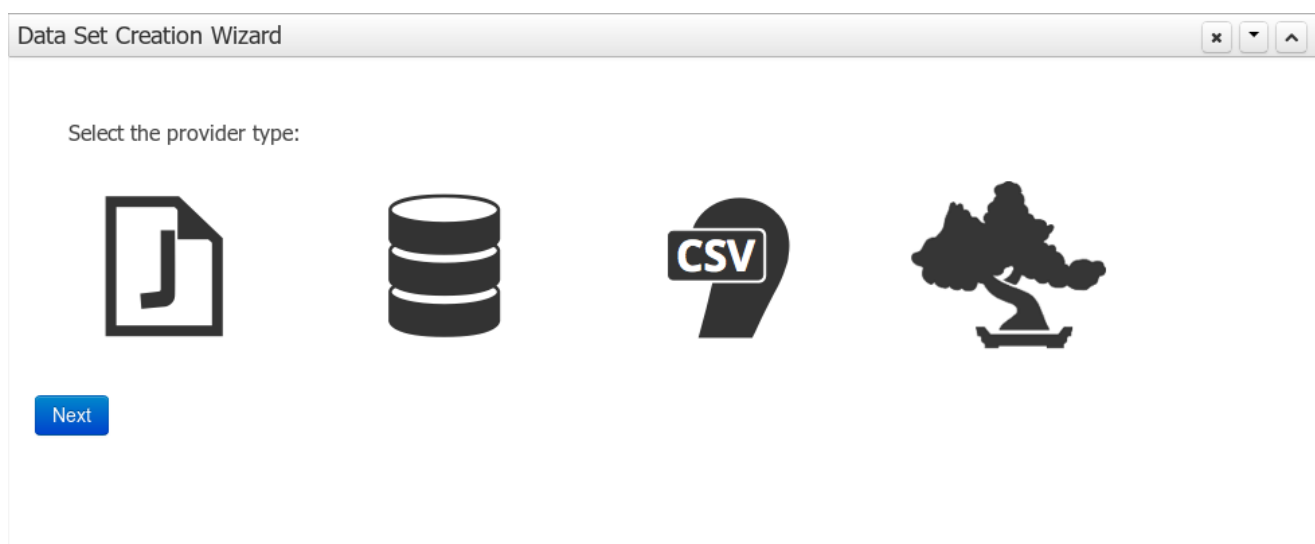 Data Set Creation Wizard
Select the provider type:
J
CSV
Next